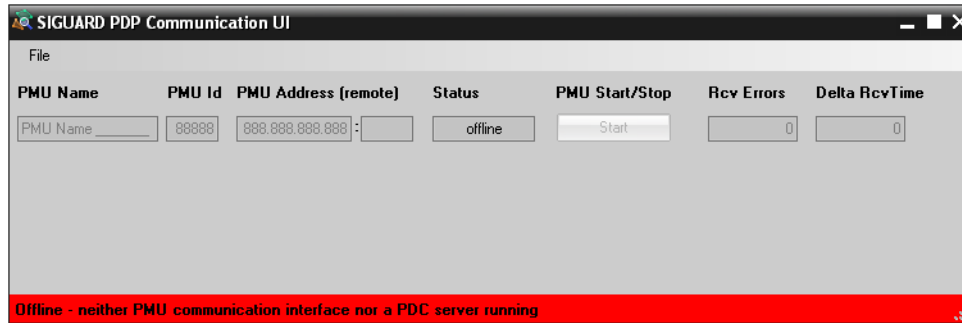 SIGUARD PDP Communication UI
File
PMU Name PMU Id PMU Address (remote) Status PMU Start/Stop Rcv Errors Delta RcvTime
PMU Name ______ 88888 888.888.888.888 : offline Start 0 0
Offline - neither PMU communication interface nor a PDC server running